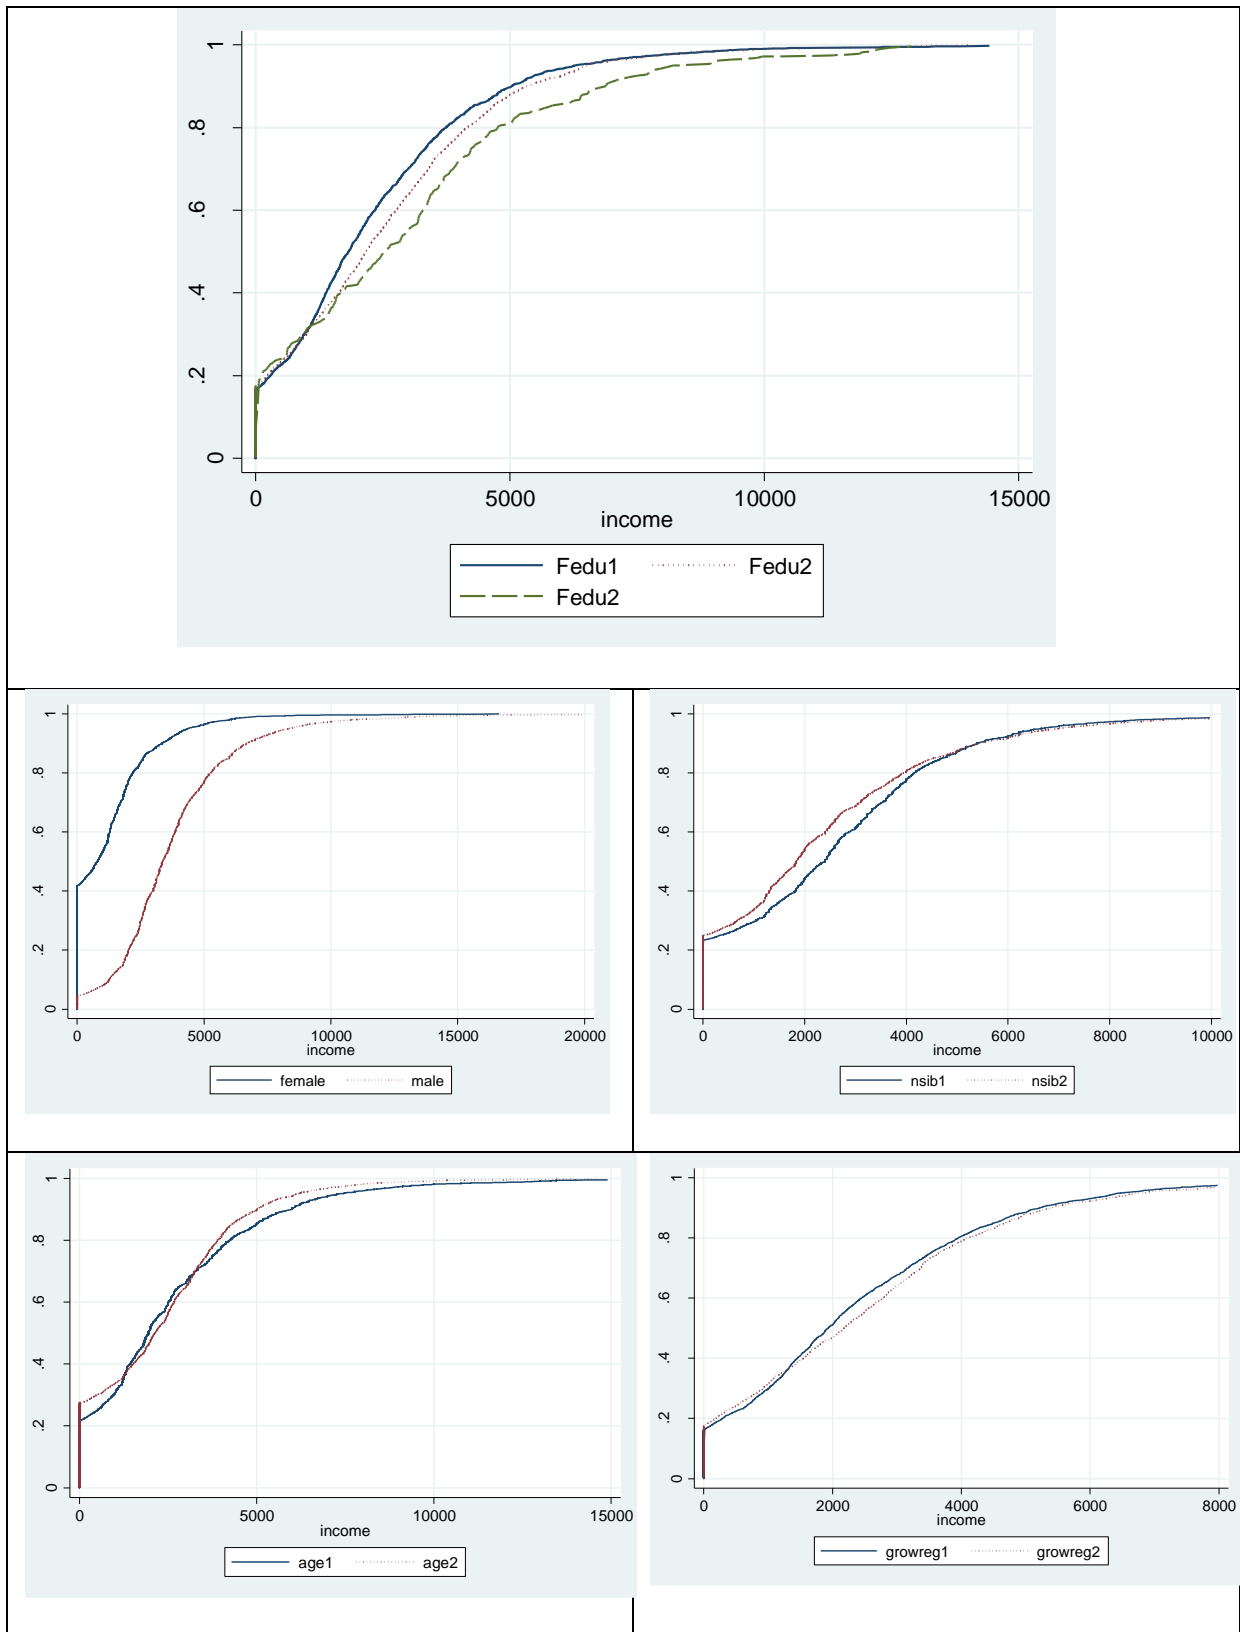 1
.8
.6
.4
.2
0
0 5000 10000 15000
income
Fedu1 Fedu2
Fedu2
1
.8
.6
.4
.2
0
0 5000 10000 15000 20000
income
female male
1
.8
.6
.4
.2
0
0 2000 4000 6000 8000 10000
income
nsib1 nsib2
1
.8
.6
.4
.2
0
0 5000 10000 15000
income
age1 age2
1
.8
.6
.4
.2
0
0 2000 4000 6000 8000
income
growreg1 growreg2